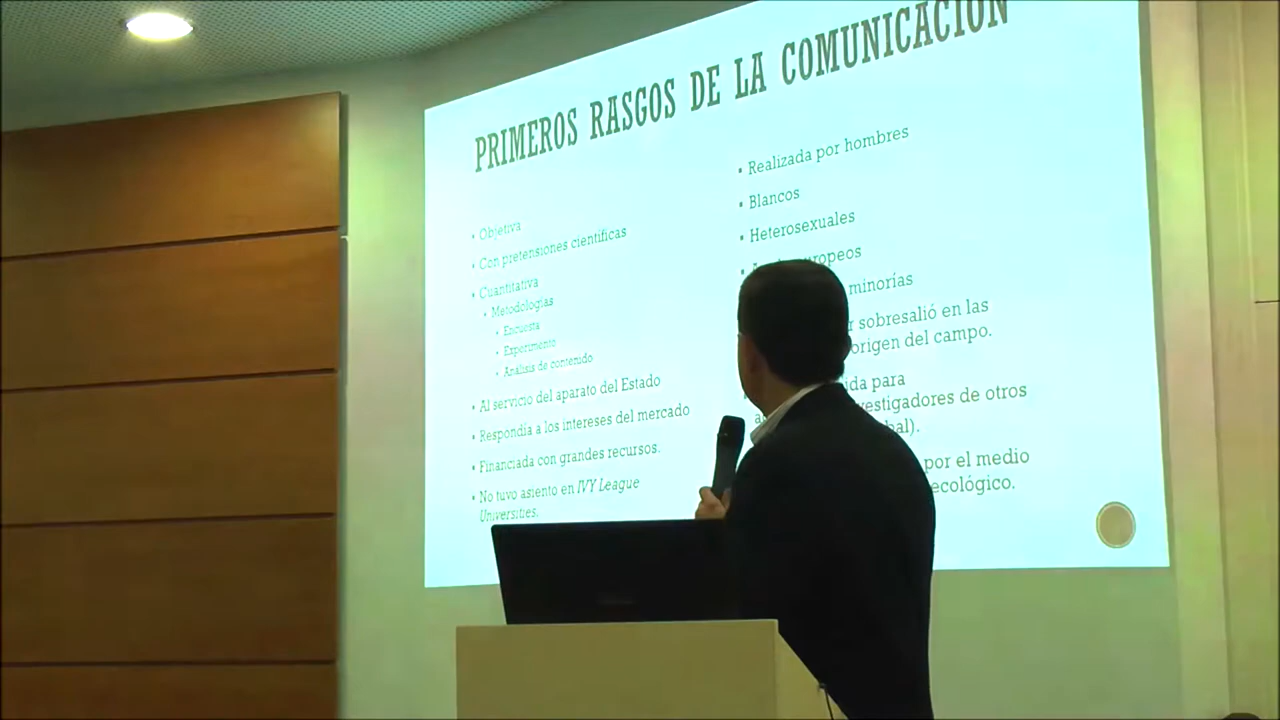 PRIMEROS RASGOS DE LA COMUNICACIÓN
Objetiva
Con pretensiones científicas
Cuantitativa
Metodologías
Encuesta
Experimento
Análisis de contenido
Al servicio del aparato del Estado
Respondía a los intereses del mercado
Financiada con grandes recursos.
No tuvo asiento en IVY League
Universities.
Realizada por hombres
Blancos
Heterosexuales
minorías
sobresalió en las
origen del campo.
para
de otros
por el medio
ecológico.